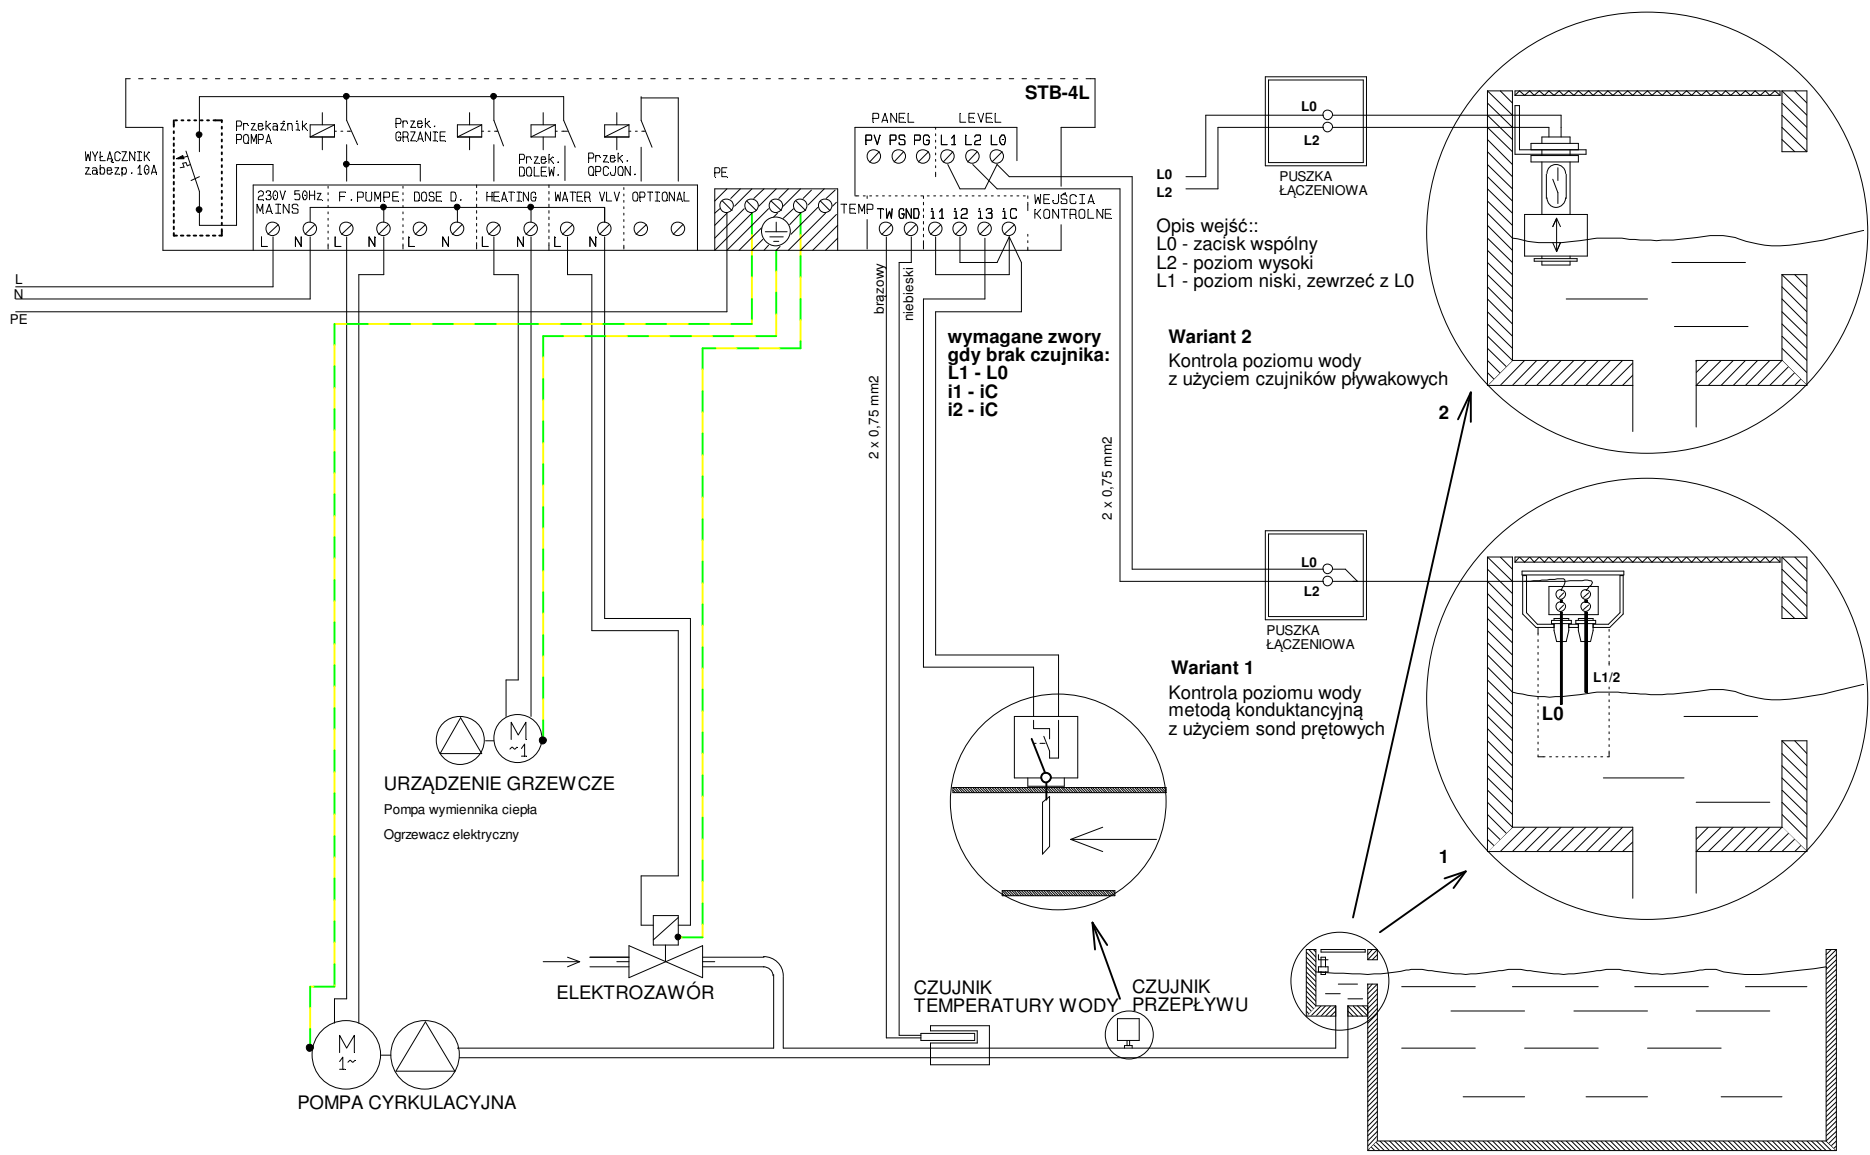 STB-4L
PANEL
LEVEL
PV PS PG L1 L2 L0
WYŁĄCZNIK
zabezp.10A
Przekaźnik
POMPA
Przek.
GRZANIE
Przek.
DOLEW.
Przek.
OPCJON.
230V 50Hz
MAINS
F.PUMPE
DOSE D.
HEATING
WATER VLV
OPTIONAL
L N L N L N L N L N
PE
TEMP
TW GND i1 i2 i3 iC
WEJŚCIA
KONTROLNE
L
N
PE
brązowy
niebieski
2 x 0,75 mm2
2 x 0,75 mm2
wymagane zwory
gdy brak czujnika:
L1 - L0
i1 - iC
i2 - iC
L0
L2
L0
L2
PUSZKA
ŁĄCZENIOWA
Opis wejść::
L0 - zacisk wspólny
L2 - poziom wysoki
L1 - poziom niski, zewrzeć z L0
Wariant 2
Kontrola poziomu wody
z użyciem czujników pływakowych
2
L0
L2
PUSZKA
ŁĄCZENIOWA
Wariant 1
Kontrola poziomu wody
metodą konduktancyjną
z użyciem sond prętowych
L1/2
L0
1
M
~1
URZĄDZENIE GRZEWCZE
Pompa wymiennika ciepła
Ogrzewacz elektryczny
ELEKTROZAWÓR
CZUJNIK
TEMPERATURY WODY
CZUJNIK
PRZEPŁYWU
M
1~
POMPA CYRKULACYJNA